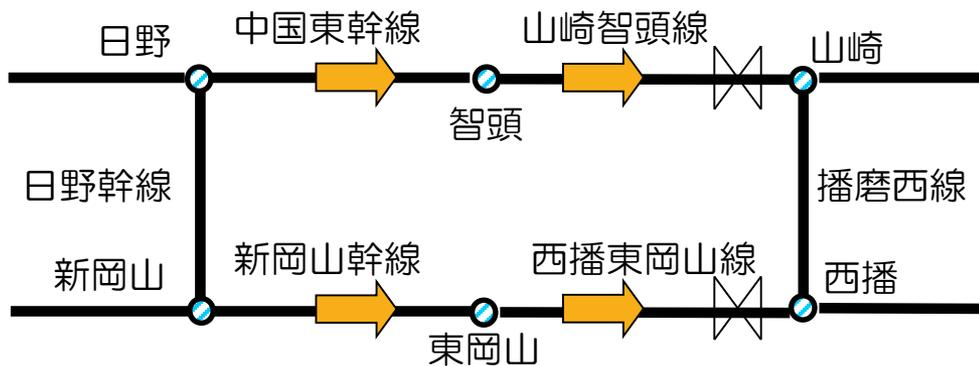 日野
中国東幹線
山崎智頭線
山崎
智頭
日野幹線
播磨西線
新岡山
新岡山幹線
西播東岡山線
西播
東岡山